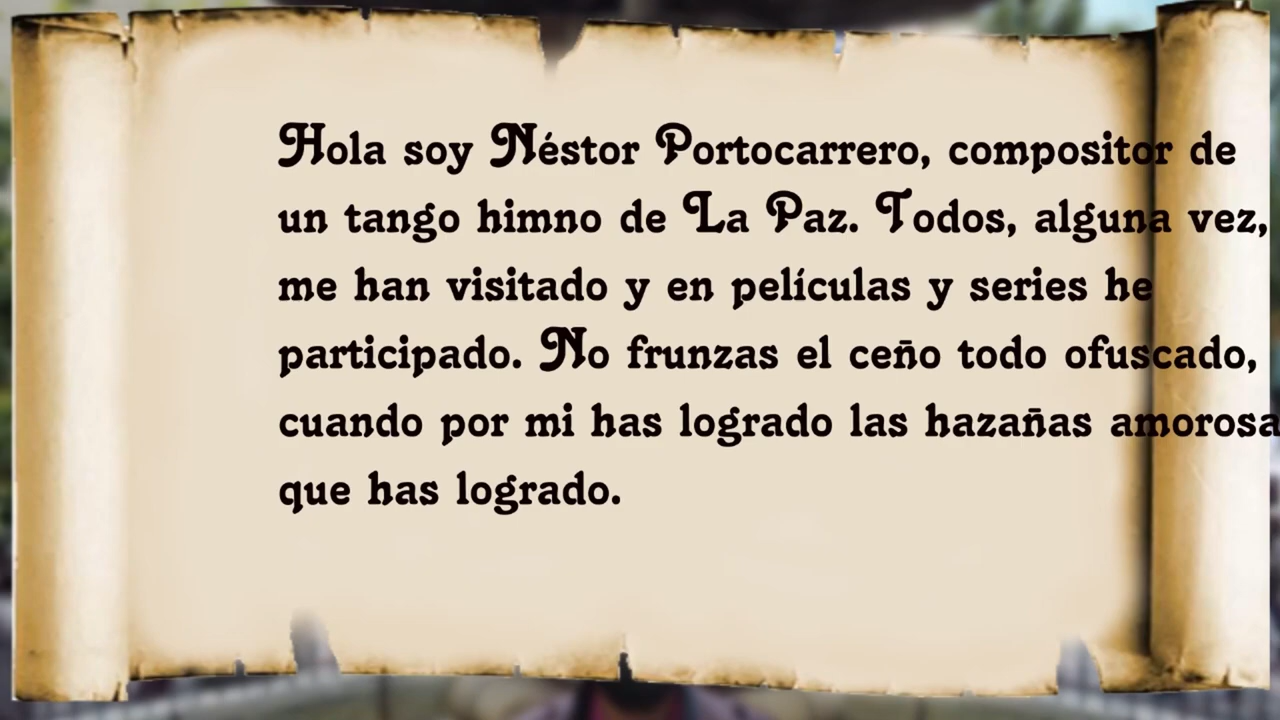 Hola soy Néstor Portocarrero, compositor de
un tango himno de La Paz. Todos, alguna vez,
me han visitado y en películas y series he
participado. No frunzas el ceño todo ofuscado,
cuando por mi has logrado las hazañas amorosa
que has logrado.